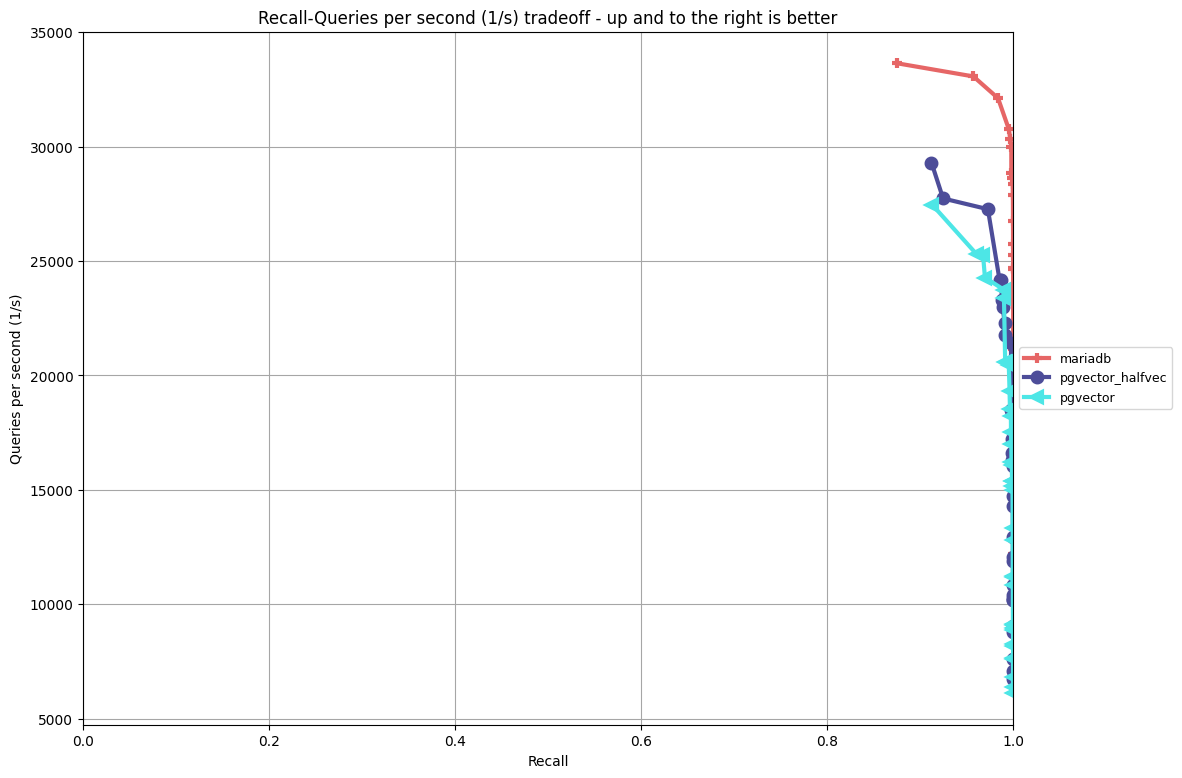 Recall-Queries per second (1/s) tradeoff - up and to the right is better
Queries per second (1/s)
35000
30000
25000
20000
15000
10000
5000
0.0 0.2 0.4 0.6 0.8 1.0
Recall
mariadb
pgvector_halfvec
pgvector